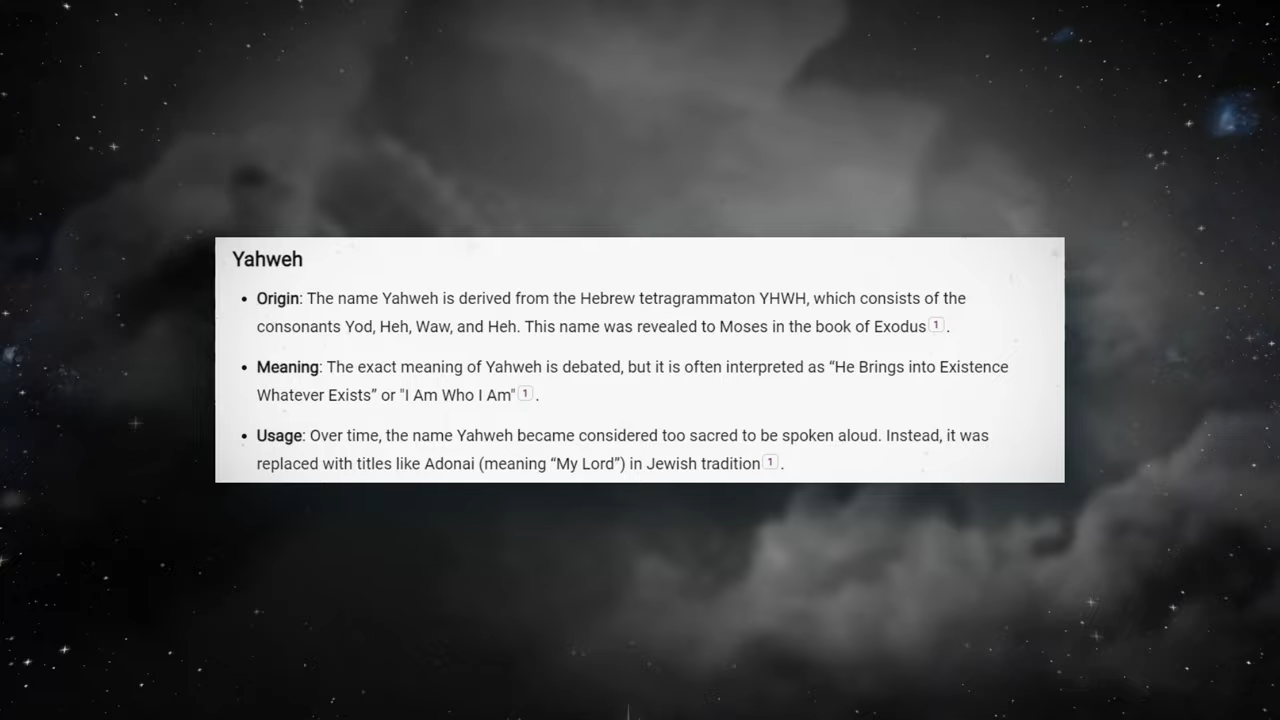 Yahweh
• Origin: The name Yahweh is derived from the Hebrew tetragrammaton YHWH, which consists of the
consonants Yod, Heh, Waw, and Heh. This name was revealed to Moses in the book of Exodus 1 .
• Meaning: The exact meaning of Yahweh is debated, but it is often interpreted as “He Brings into Existence
Whatever Exists” or "I Am Who I Am" 1 .
• Usage: Over time, the name Yahweh became considered too sacred to be spoken aloud. Instead, it was
replaced with titles like Adonai (meaning “My Lord”) in Jewish tradition 1 .